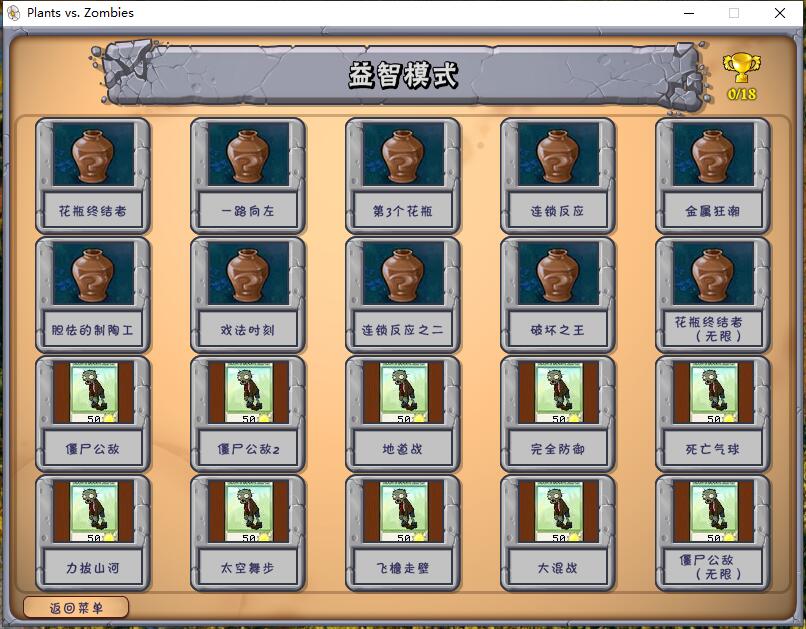 Plants vs. Zombies
益智模式
0/18
花瓶终结者
一路向左
第3个花瓶
连锁反应
金属狂潮
胆怯的制陶工
戏法时刻
连锁反应之二
破坏之王
花瓶终结者
（无限）
50
50
50
50
50
僵尸公敌
僵尸公敌2
地道战
完全防御
死亡气球
50
50
50
50
50
力拔山河
太空舞步
飞檐走壁
大混战
僵尸公敌
（无限）
返回菜单